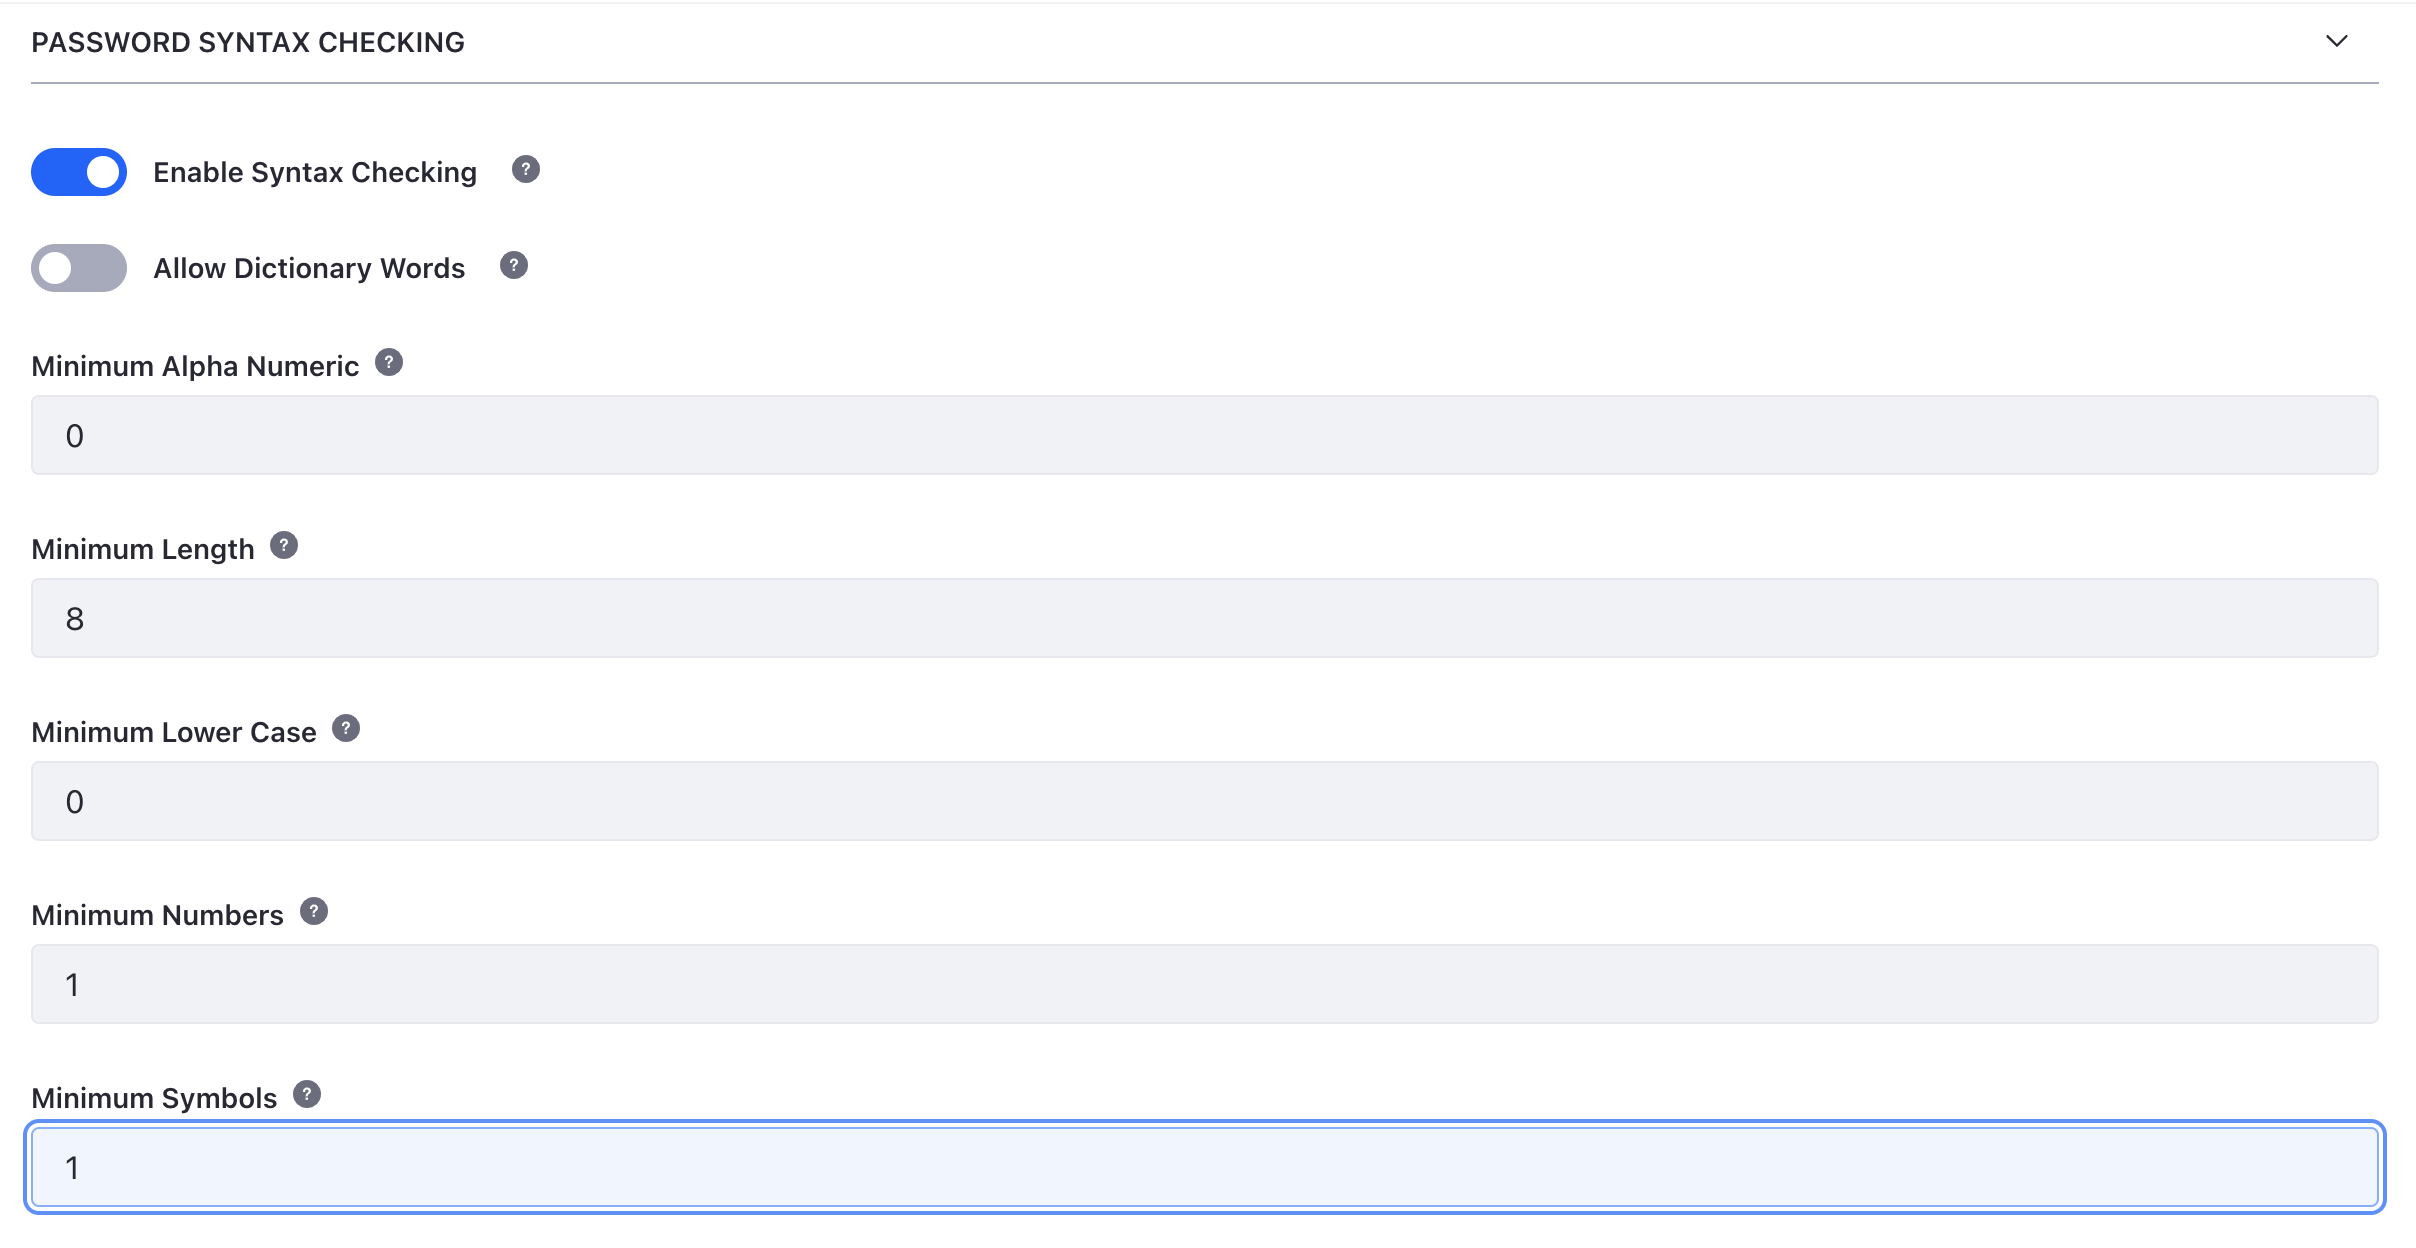 PASSWORD SYNTAX CHECKING
Enable Syntax Checking ?
Allow Dictionary Words ?
Minimum Alpha Numeric ?
0
Minimum Length ?
8
Minimum Lower Case ?
0
Minimum Numbers ?
1
Minimum Symbols ?
1